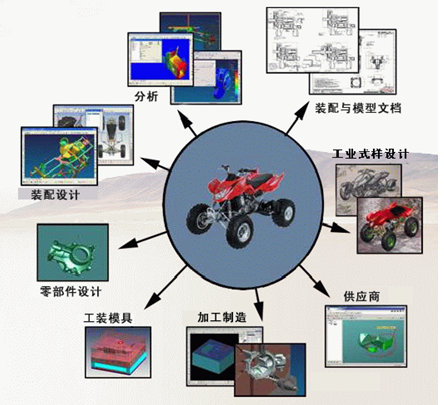 分析
装配与模型文档
工业式样设计
装配设计
零部件设计
供应商
工装模具
加工制造